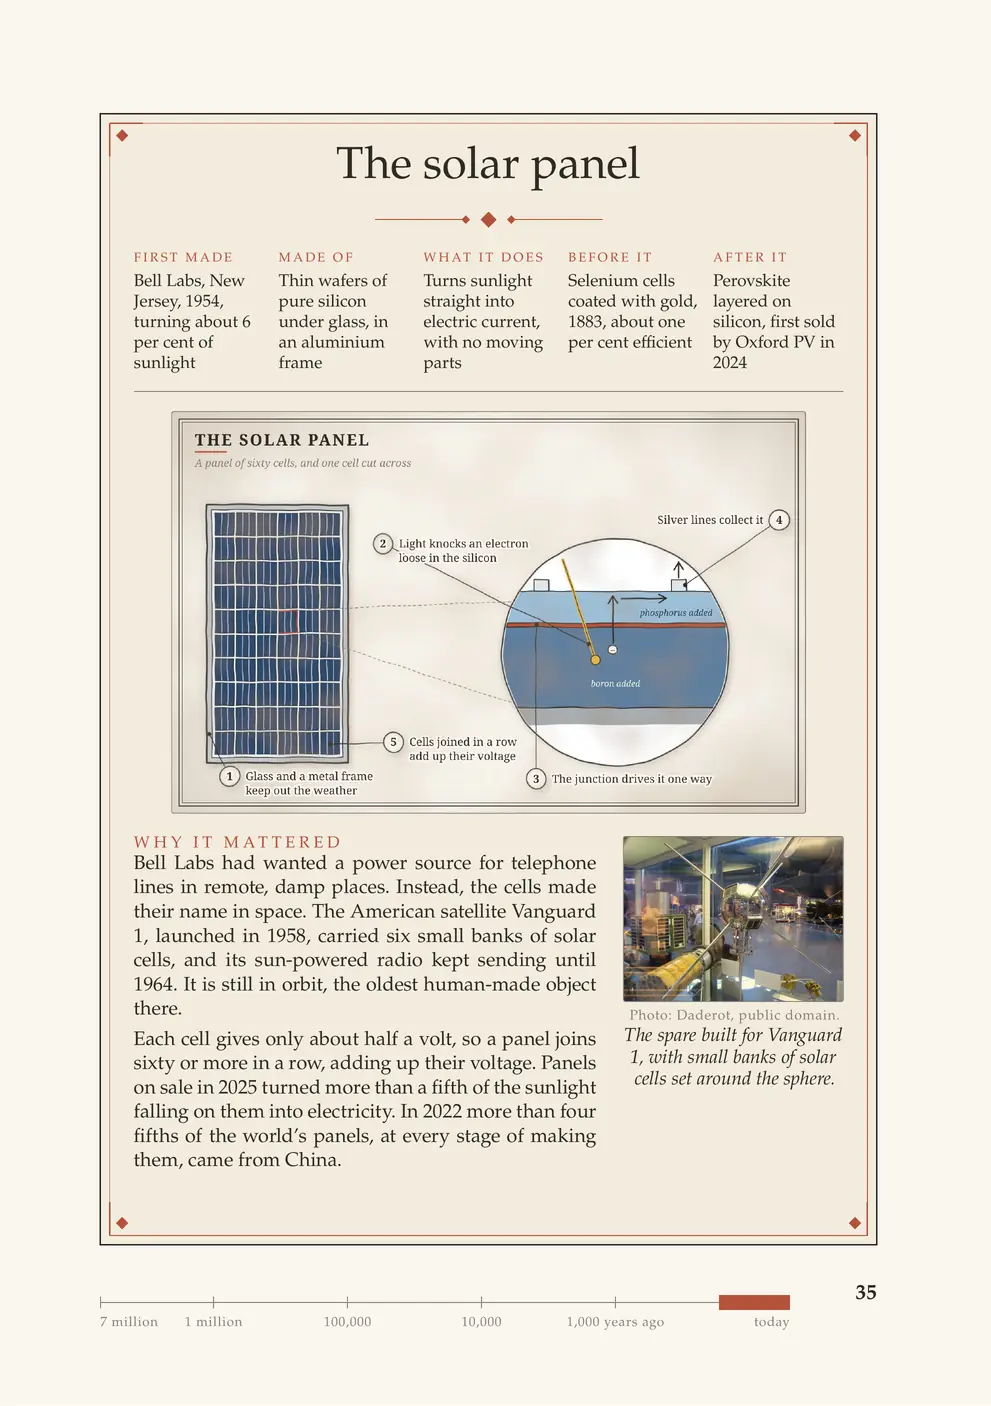 The solar panel
FIRST MADE
Bell Labs, New
Jersey, 1954,
turning about 6
per cent of
sunlight
MADE OF
Thin wafers of
pure silicon
under glass, in
an aluminium
frame
WHAT IT DOES
Turns sunlight
straight into
electric current,
with no moving
parts
BEFORE IT
Selenium cells
coated with gold,
1883, about one
per cent efficient
AFTER IT
Perovskite
layered on
silicon, first sold
by Oxford PV in
2024
THE SOLAR PANEL
A panel of sixty cells, and one cell cut across
Silver lines collect it 4
2 Light knocks an electron
loose in the silicon
phosphorus added
boron added
5 Cells joined in a row
add up their voltage
1 Glass and a metal frame
keep out the weather
3 The junction drives it one way
WHY IT MATTERED
Bell Labs had wanted a power source for telephone
lines in remote, damp places. Instead, the cells made
their name in space. The American satellite Vanguard
1, launched in 1958, carried six small banks of solar
cells, and its sun-powered radio kept sending until
1964. It is still in orbit, the oldest human-made object
there.
Each cell gives only about half a volt, so a panel joins
sixty or more in a row, adding up their voltage. Panels
on sale in 2025 turned more than a fifth of the sunlight
falling on them into electricity. In 2022 more than four
fifths of the world's panels, at every stage of making
them, came from China.
Photo: Daderot, public domain.
The spare built for Vanguard
1, with small banks of solar
cells set around the sphere.
35
7 million 1 million 100,000 10,000 1,000 years ago today